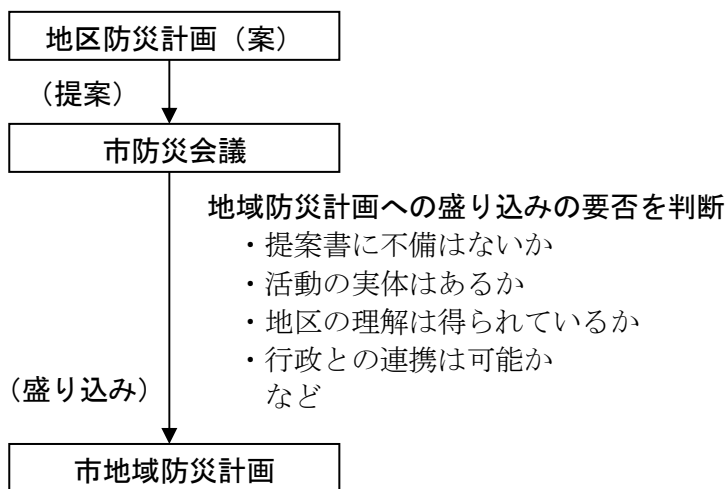 地区防災計画（案）
（提案）
市防災会議
地域防災計画への盛り込みの要否を判断
・提案書に不備はないか
・活動の実体はあるか
・地区の理解は得られているか
・行政との連携は可能か
など
（盛り込み）
市地域防災計画